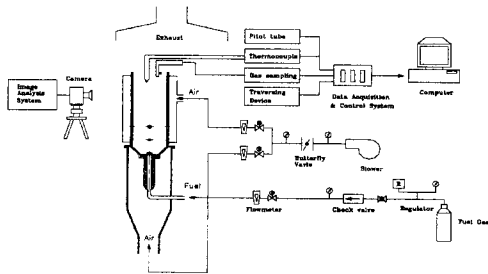 Exhaust
Pitot tube
Thermocouple
Gas sampling
Traversing
Device
Data Acquisition
& Control System
Computer
Camera
Image
Analysis
System
Air
Butterfly
Valve
Blower
Fuel
Flowmeter
Check valve
Regulator
Fuel Gas
Air
R